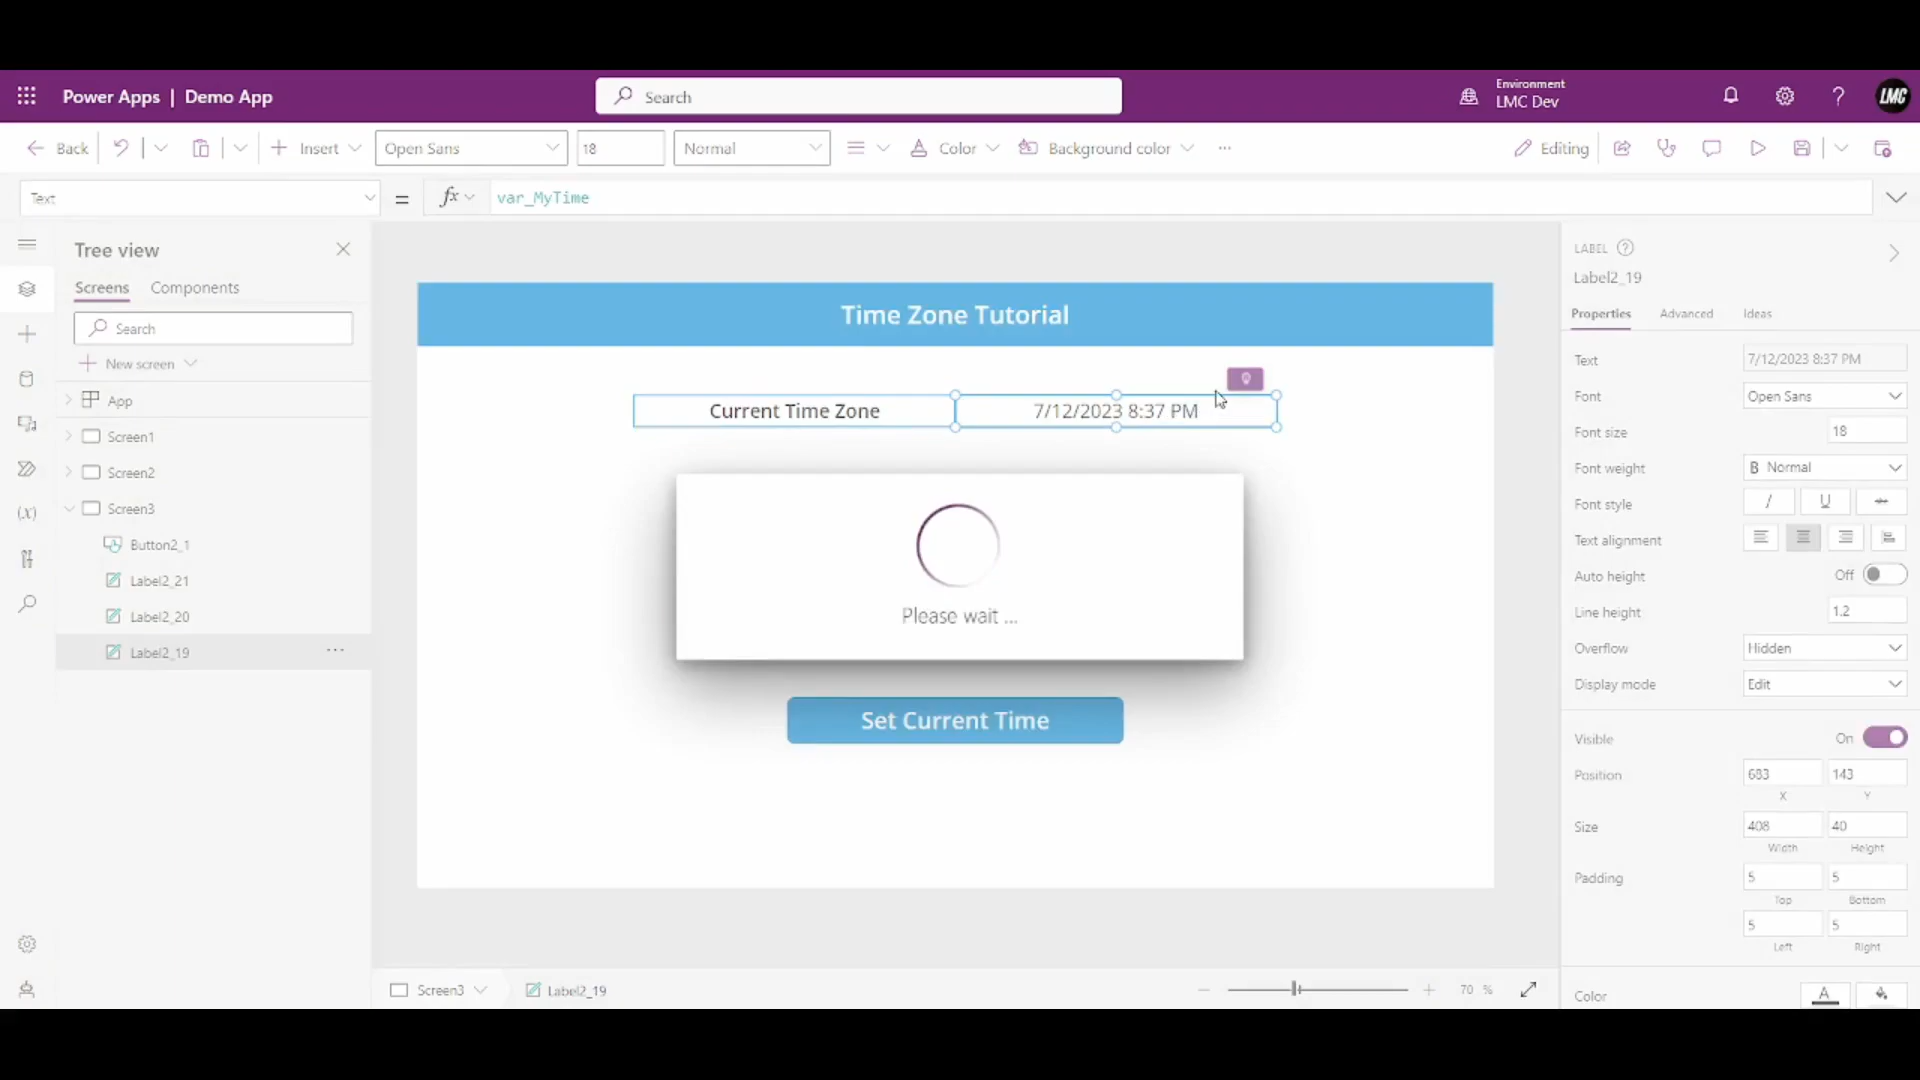 Power Apps | Demo App
Search
Environment
LMC Dev
?
LMC
Back
Insert
Open Sans
18
Normal
Color
Background color
...
Editing
Text
=
fx
var_MyTime
Tree view
Screens
Components
Search
New screen
App
Screen1
Screen2
Screen3
Button2_1
Label2_21
Label2_20
Label2_19
...
(x)
Time Zone Tutorial
Current Time Zone
7/12/2023 8:37 PM
Please wait ...
Set Current Time
Screen3
Label2_19
70 %
LABEL
?
Label2_19
Properties
Advanced
Ideas
Text
7/12/2023 8:37 PM
Font
Open Sans
Font size
18
Font weight
B Normal
Font style
/
U
Text alignment
Auto height
Off
Line height
1.2
Overflow
Hidden
Display mode
Edit
Visible
On
Position
683
143
X
Y
Size
408
40
Width
Height
Padding
5
5
Top
Bottom
5
5
Left
Right
Color
A